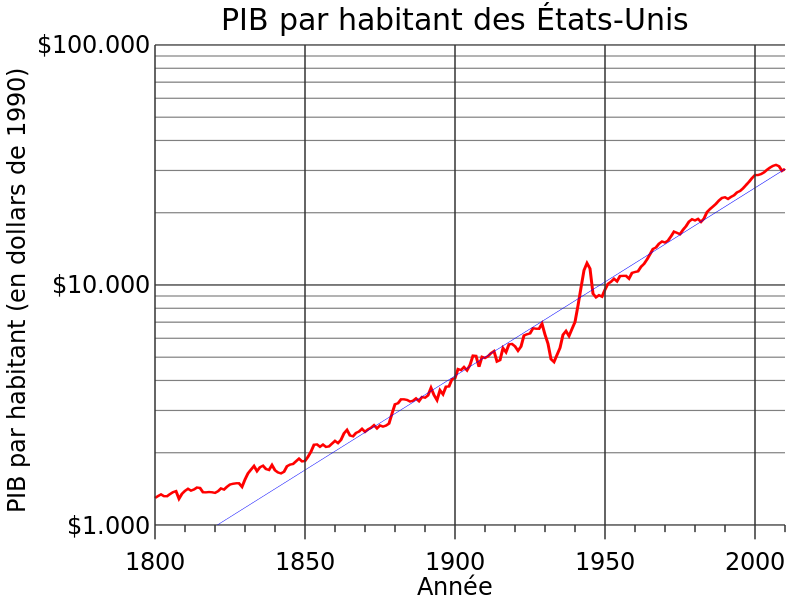 PIB par habitant des États-Unis
PIB par habitant (en dollars de 1990)
$100.000
$10.000
$1.000
1800 1850 1900 1950 2000
Année